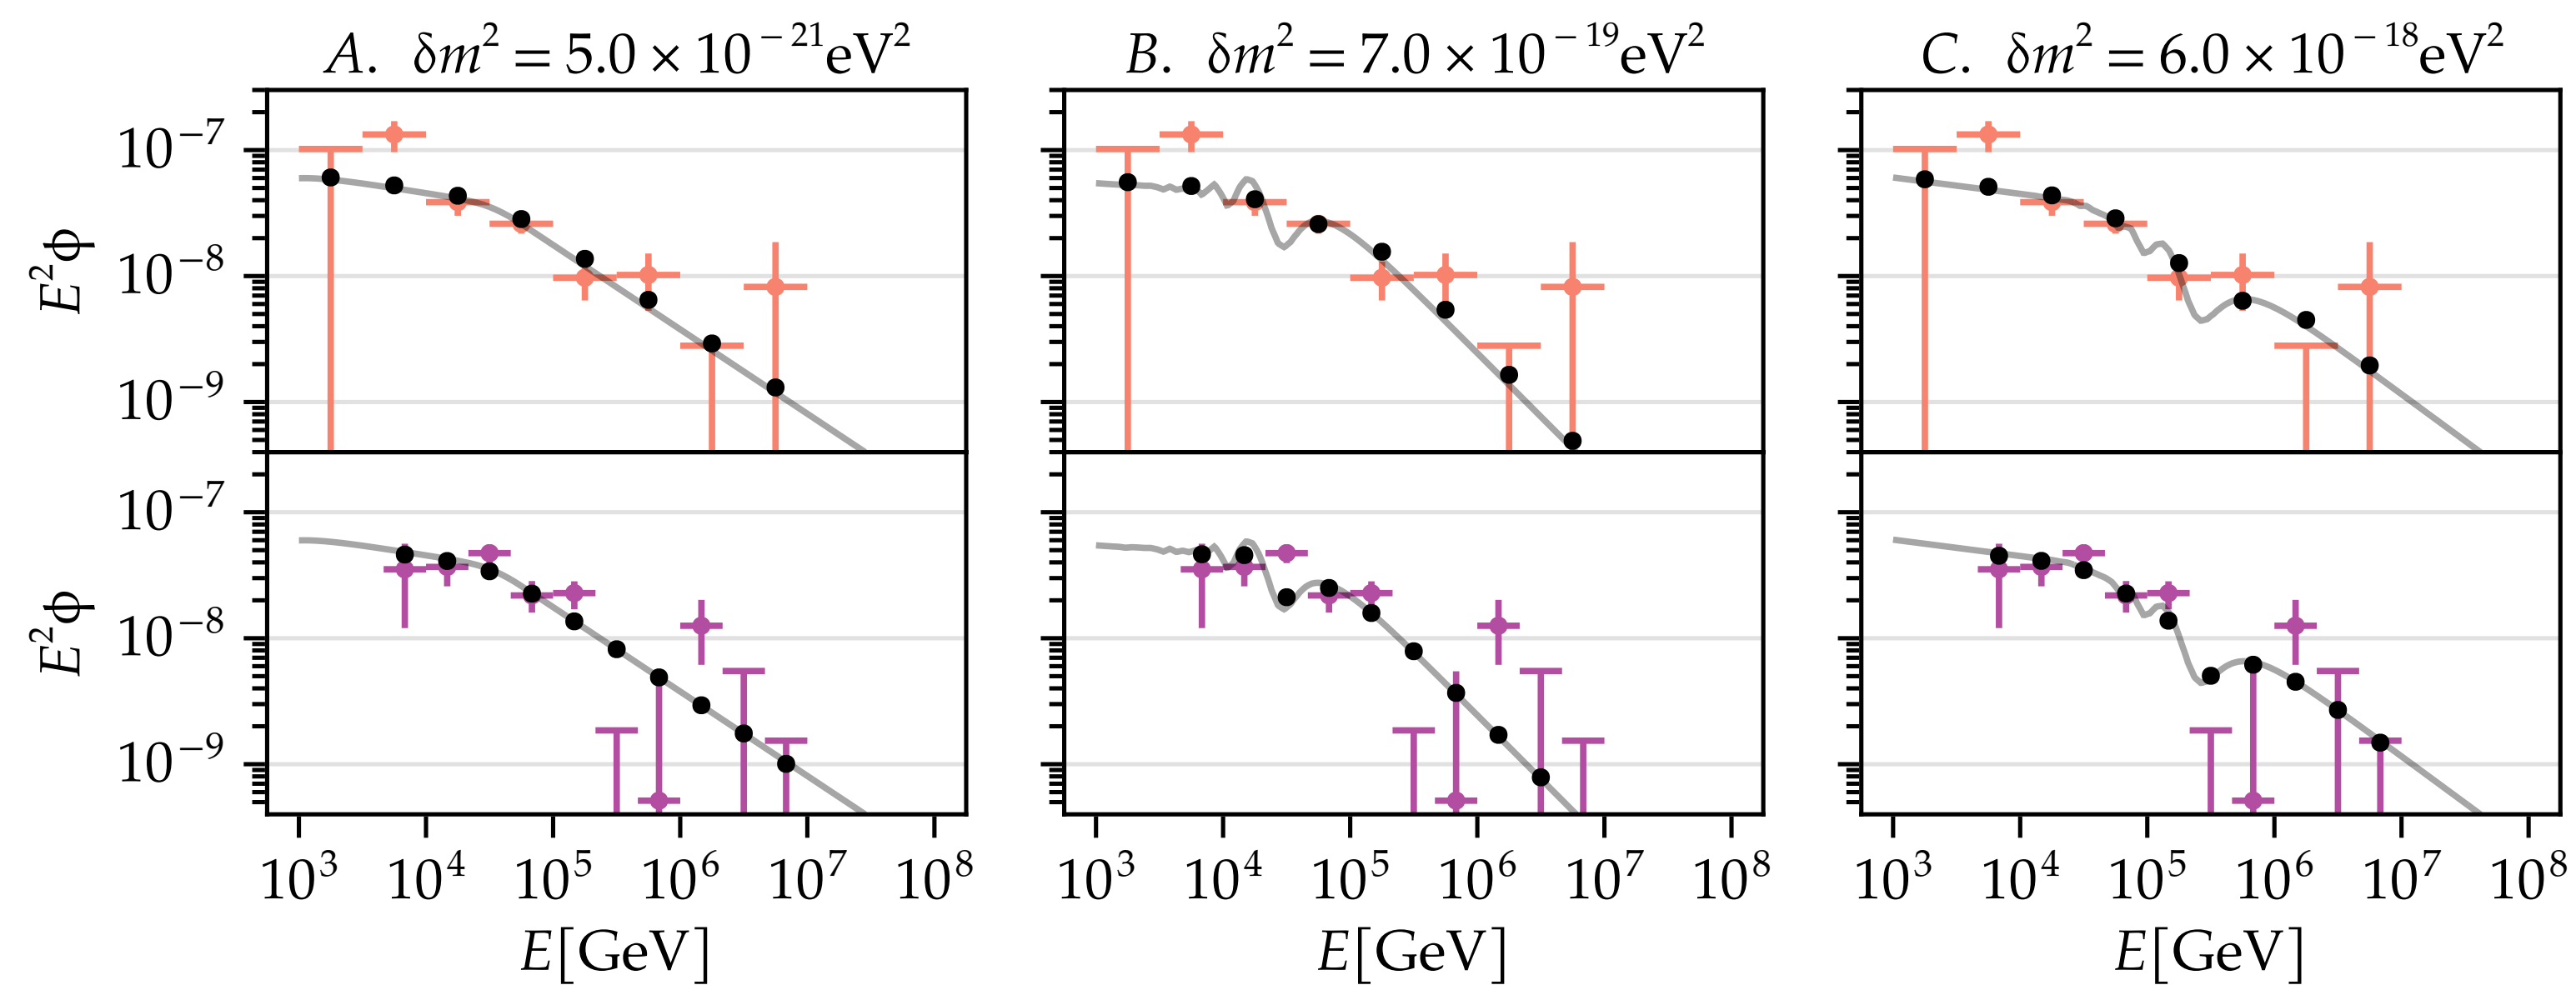 A. δm² = 5.0 × 10⁻²¹eV²
B. δm² = 7.0 × 10⁻¹⁹eV²
C. δm² = 6.0 × 10⁻¹⁸eV²
E²ϕ
10⁻⁷
10⁻⁸
10⁻⁹
E²ϕ
10⁻⁷
10⁻⁸
10⁻⁹
10³ 10⁴ 10⁵ 10⁶ 10⁷ 10⁸
10³ 10⁴ 10⁵ 10⁶ 10⁷ 10⁸
10³ 10⁴ 10⁵ 10⁶ 10⁷ 10⁸
E[GeV]
E[GeV]
E[GeV]